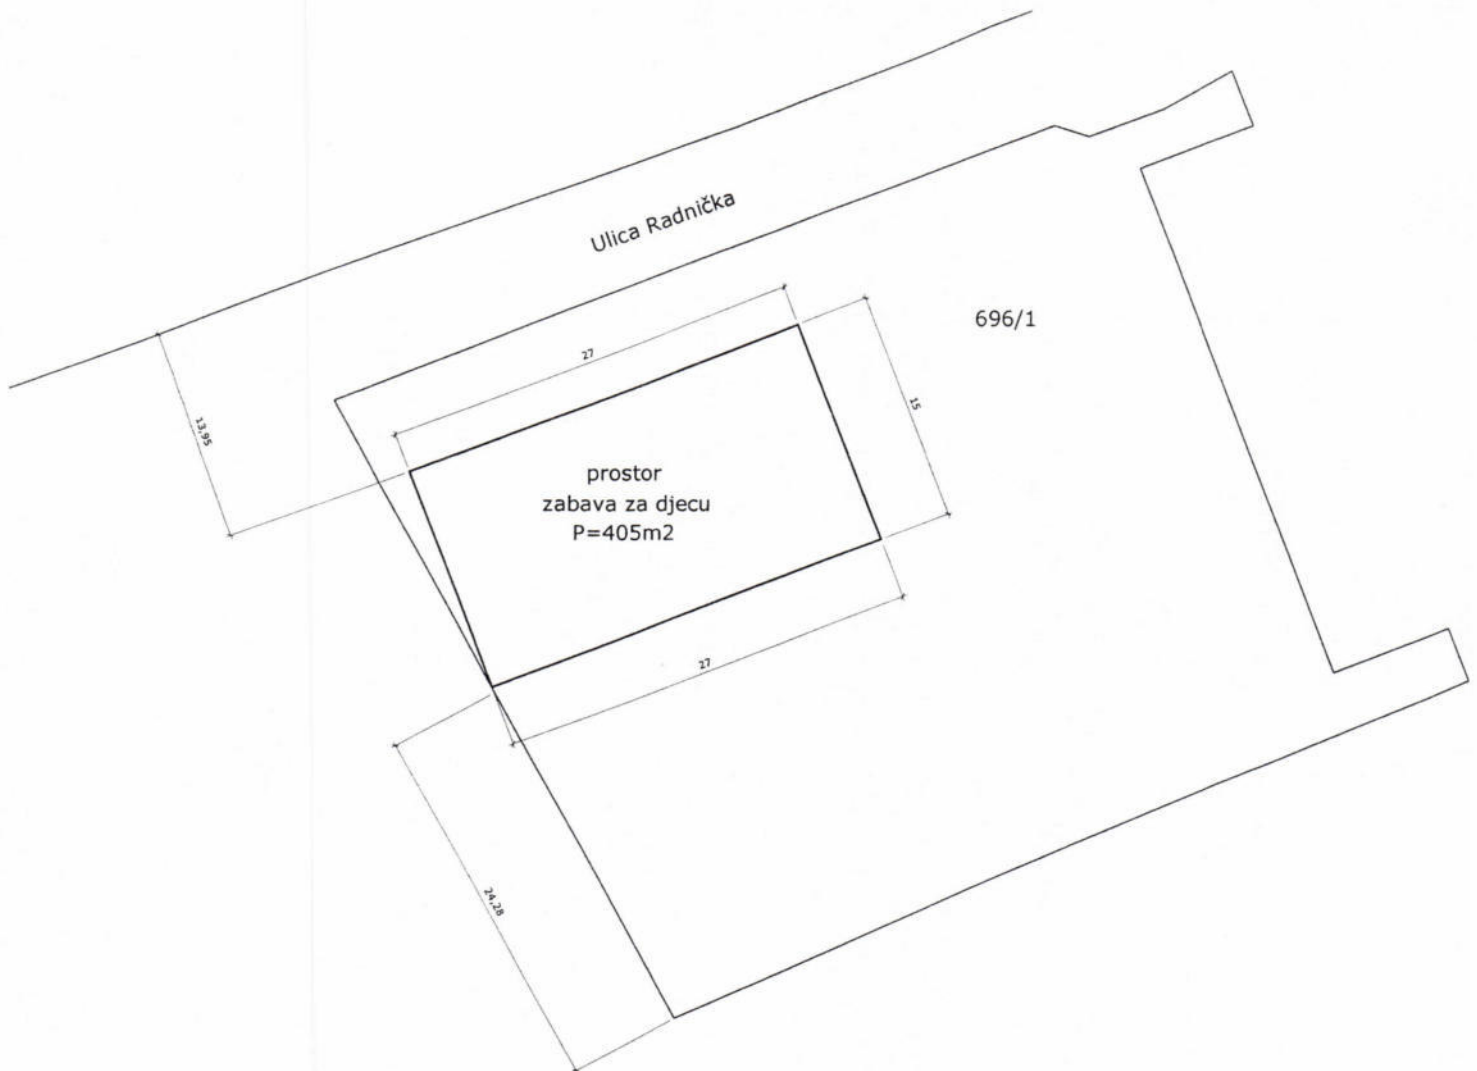 Ulica Radnička
696/1
27
15
13,95
prostor
zabava za djecu
P=405m2
27
24,28